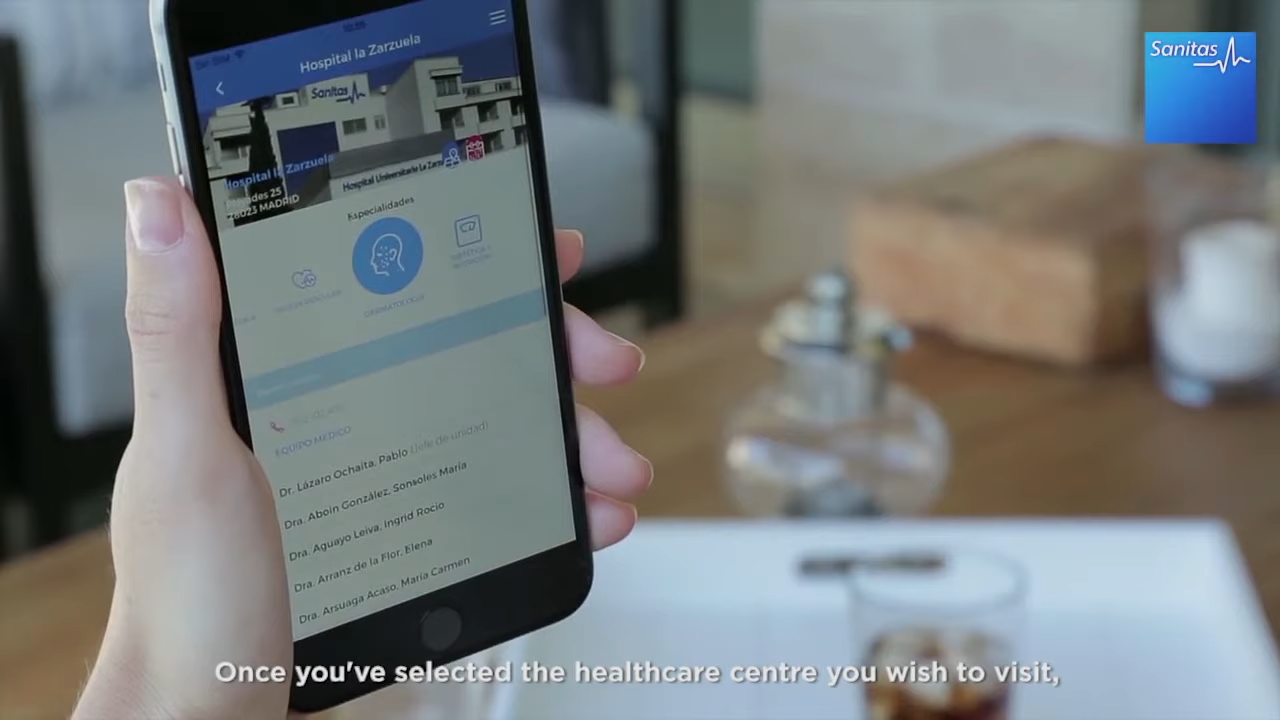 Sanitas
Hospital la Zarzuela
Sanitas
Hospital la Zarzuela
28023 MADRID
Hospital Universitario La Zarzuela
Especialidades
DERMATOLOGÍA
EQUIPO MEDICO
Dr. Lázaro Ochaita, Pablo (Jefe de unidad)
Dra. Aboin González, Sonsoles María
Dra. Aguayo Leiva, Ingrid Rocio
Dra. Arranz de la Flor, Elena
Dra. Arsuaga Acaso, María Carmen
Once you've selected the healthcare centre you wish to visit,